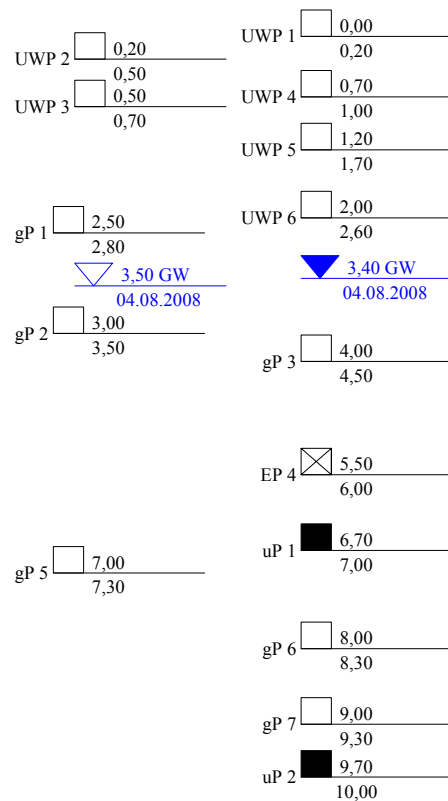 UWP 1 0,00
0,20
UWP 2 0,20
0,50
UWP 3 0,50
0,70
UWP 4 0,70
1,00
UWP 5 1,20
1,70
UWP 6 2,00
2,60
gP 1 2,50
2,80
3,50 GW
04.08.2008
3,40 GW
04.08.2008
gP 2 3,00
3,50
gP 3 4,00
4,50
EP 4 5,50
6,00
uP 1 6,70
7,00
gP 5 7,00
7,30
gP 6 8,00
8,30
gP 7 9,00
9,30
uP 2 9,70
10,00